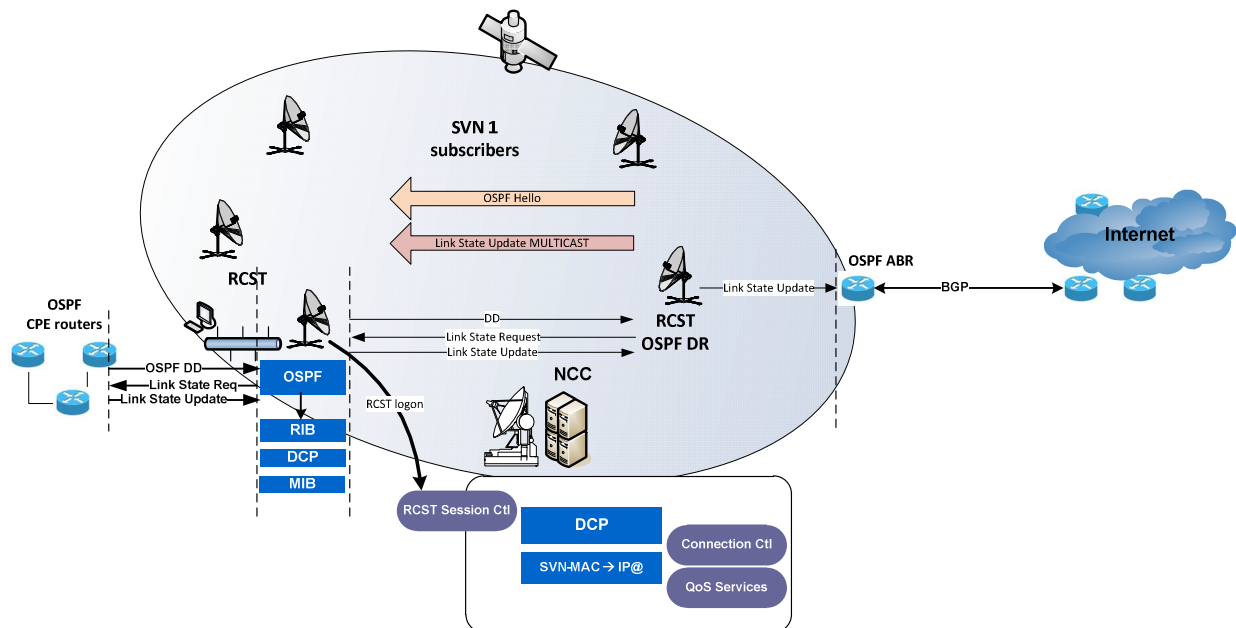 SVN 1
subscribers
OSPF Hello
Link State Update MULTICAST
Internet
OSPF ABR
RCST
Link State Update
BGP
OSPF
CPE routers
DD
RCST
OSPF DR
Link State Request
Link State Update
OSPF DD
Link State Req
Link State Update
OSPF
NCC
RCST logon
RIB
DCP
MIB
RCST Session Ctl
DCP
Connection Ctl
SVN-MAC → IP@
QoS Services